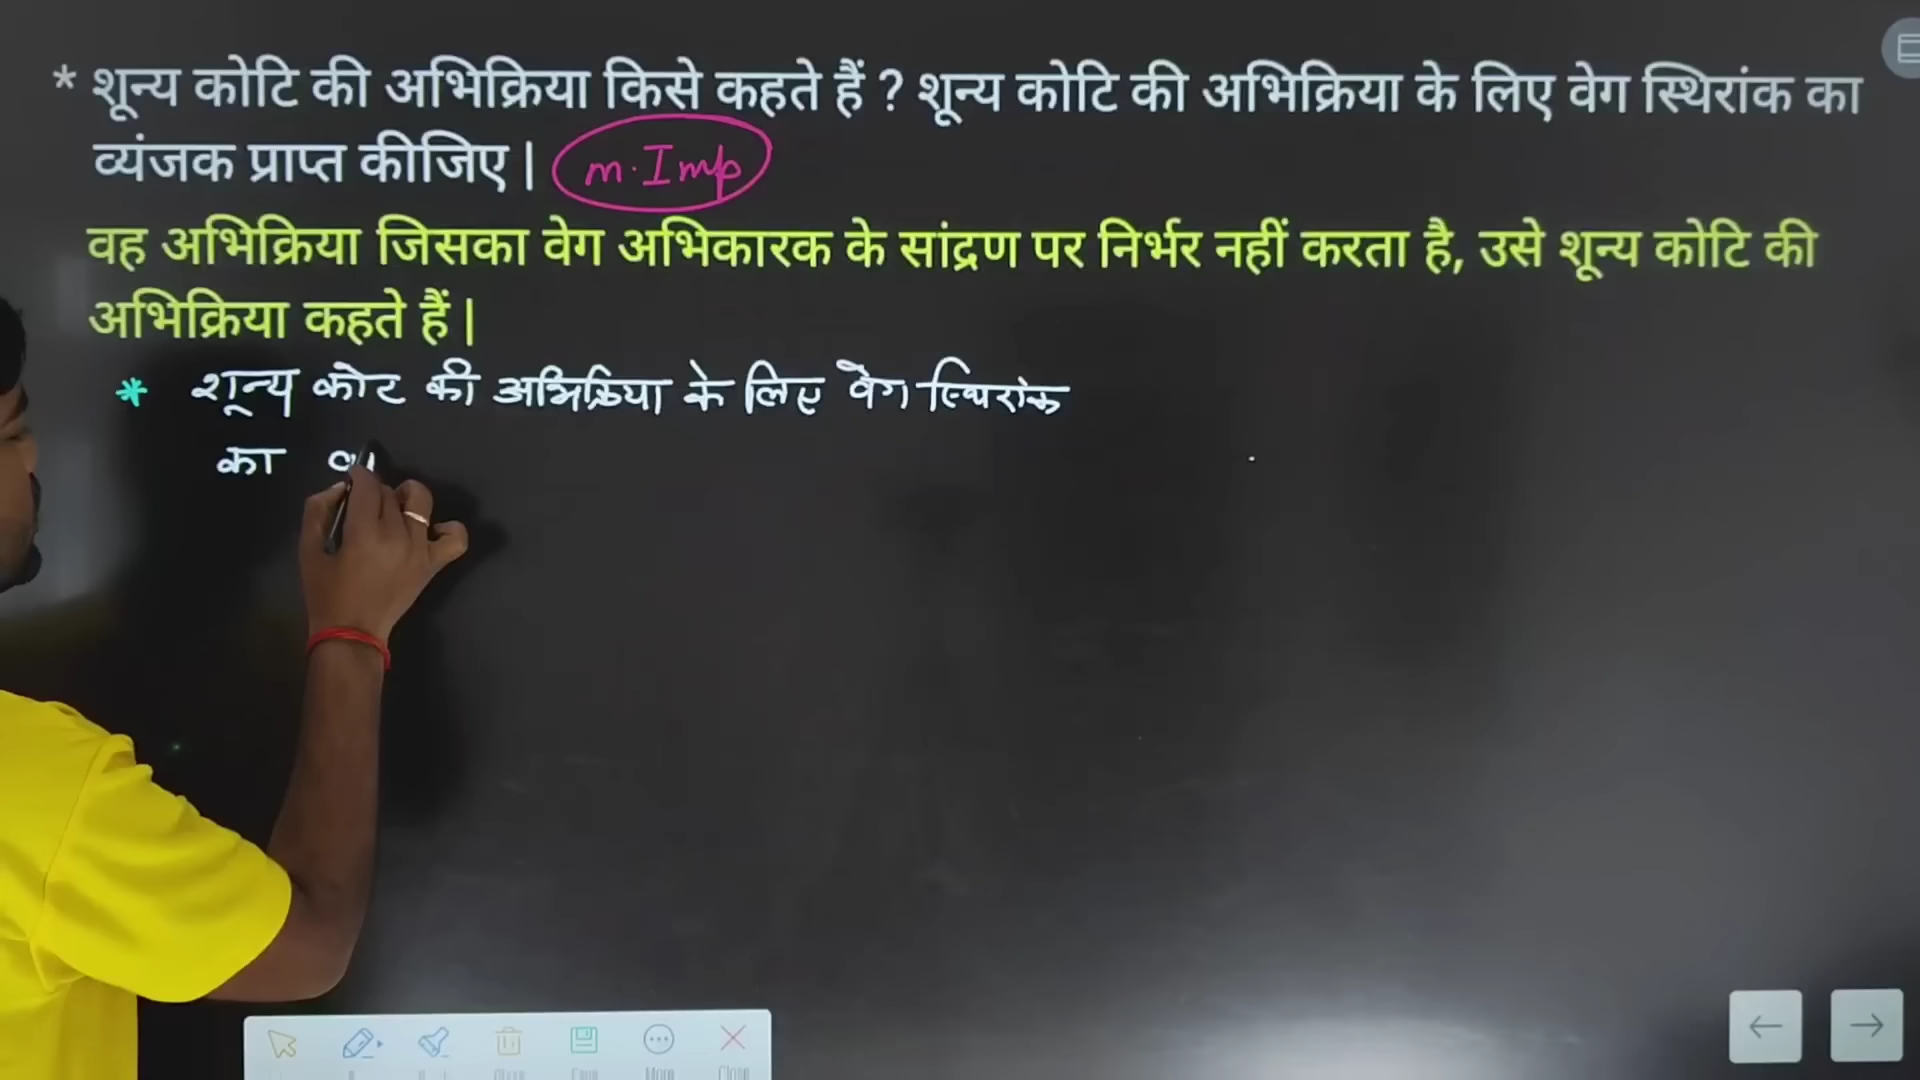 * शून्य कोटि की अभिक्रिया किसे कहते हैं ? शून्य कोटि की अभिक्रिया के लिए वेग स्थिरांक का
व्यंजक प्राप्त कीजिए | m. Imp
वह अभिक्रिया जिसका वेग अभिकारक के सांद्रण पर निर्भर नहीं करता है, उसे शून्य कोटि की
अभिक्रिया कहते हैं |
* शून्य कोट की अभिक्रिया के लिए वेग स्थिरांक
का